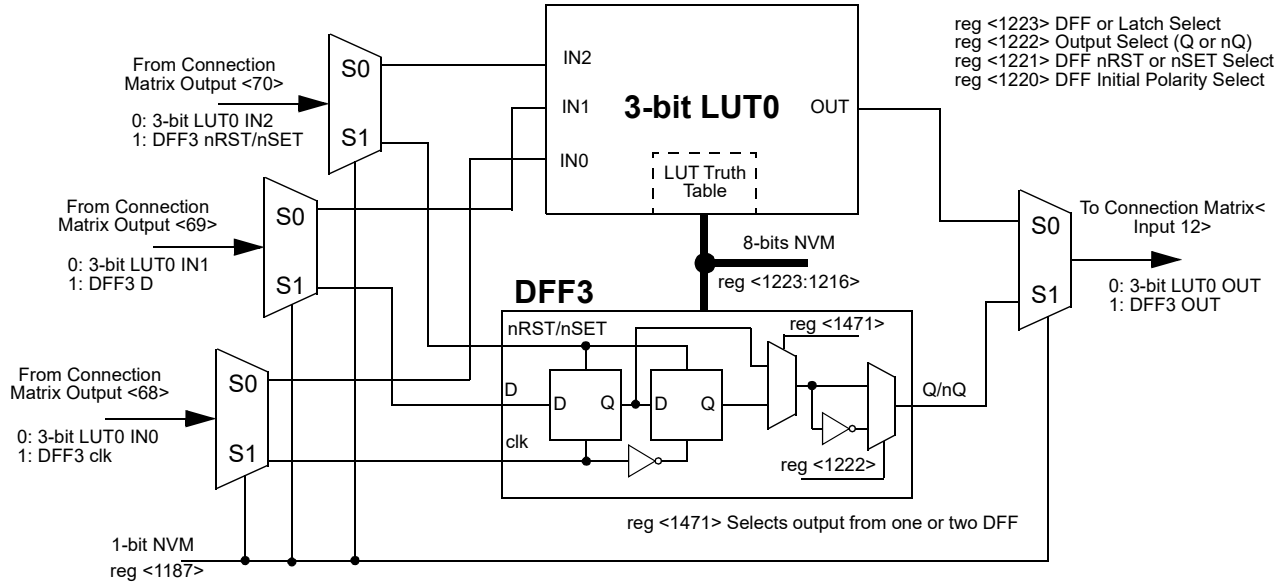 reg <1223> DFF or Latch Select
reg <1222> Output Select (Q or nQ)
reg <1221> DFF nRST or nSET Select
reg <1220> DFF Initial Polarity Select
From Connection
Matrix Output <70>
0: 3-bit LUT0 IN2
1: DFF3 nRST/nSET
S0
S1
IN2
IN1
IN0
3-bit LUT0
OUT
LUT Truth
Table
From Connection
Matrix Output <69>
0: 3-bit LUT0 IN1
1: DFF3 D
S0
S1
8-bits NVM
reg <1223:1216>
S0
S1
To Connection Matrix<
Input 12>
0: 3-bit LUT0 OUT
1: DFF3 OUT
DFF3
nRST/nSET
reg <1471>
From Connection
Matrix Output <68>
0: 3-bit LUT0 IN0
1: DFF3 clk
S0
S1
D
D
Q
D
Q
Q/nQ
clk
reg <1222>
reg <1471> Selects output from one or two DFF
1-bit NVM
reg <1187>